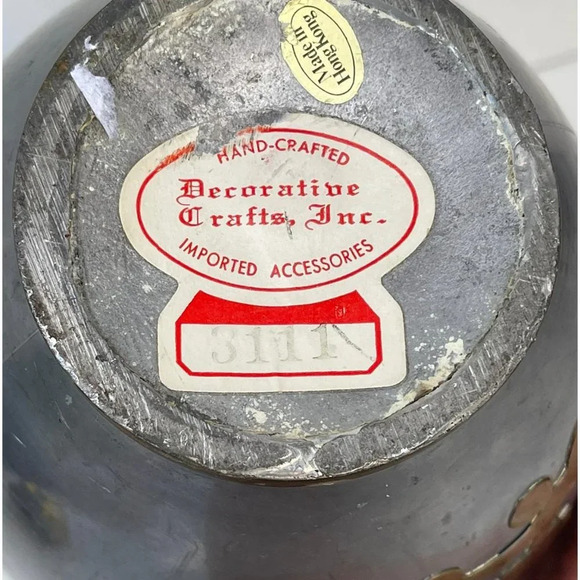 Made in
Hong Kong
HAND-CRAFTED
Decorative
Crafts, Inc.
IMPORTED ACCESSORIES
3111